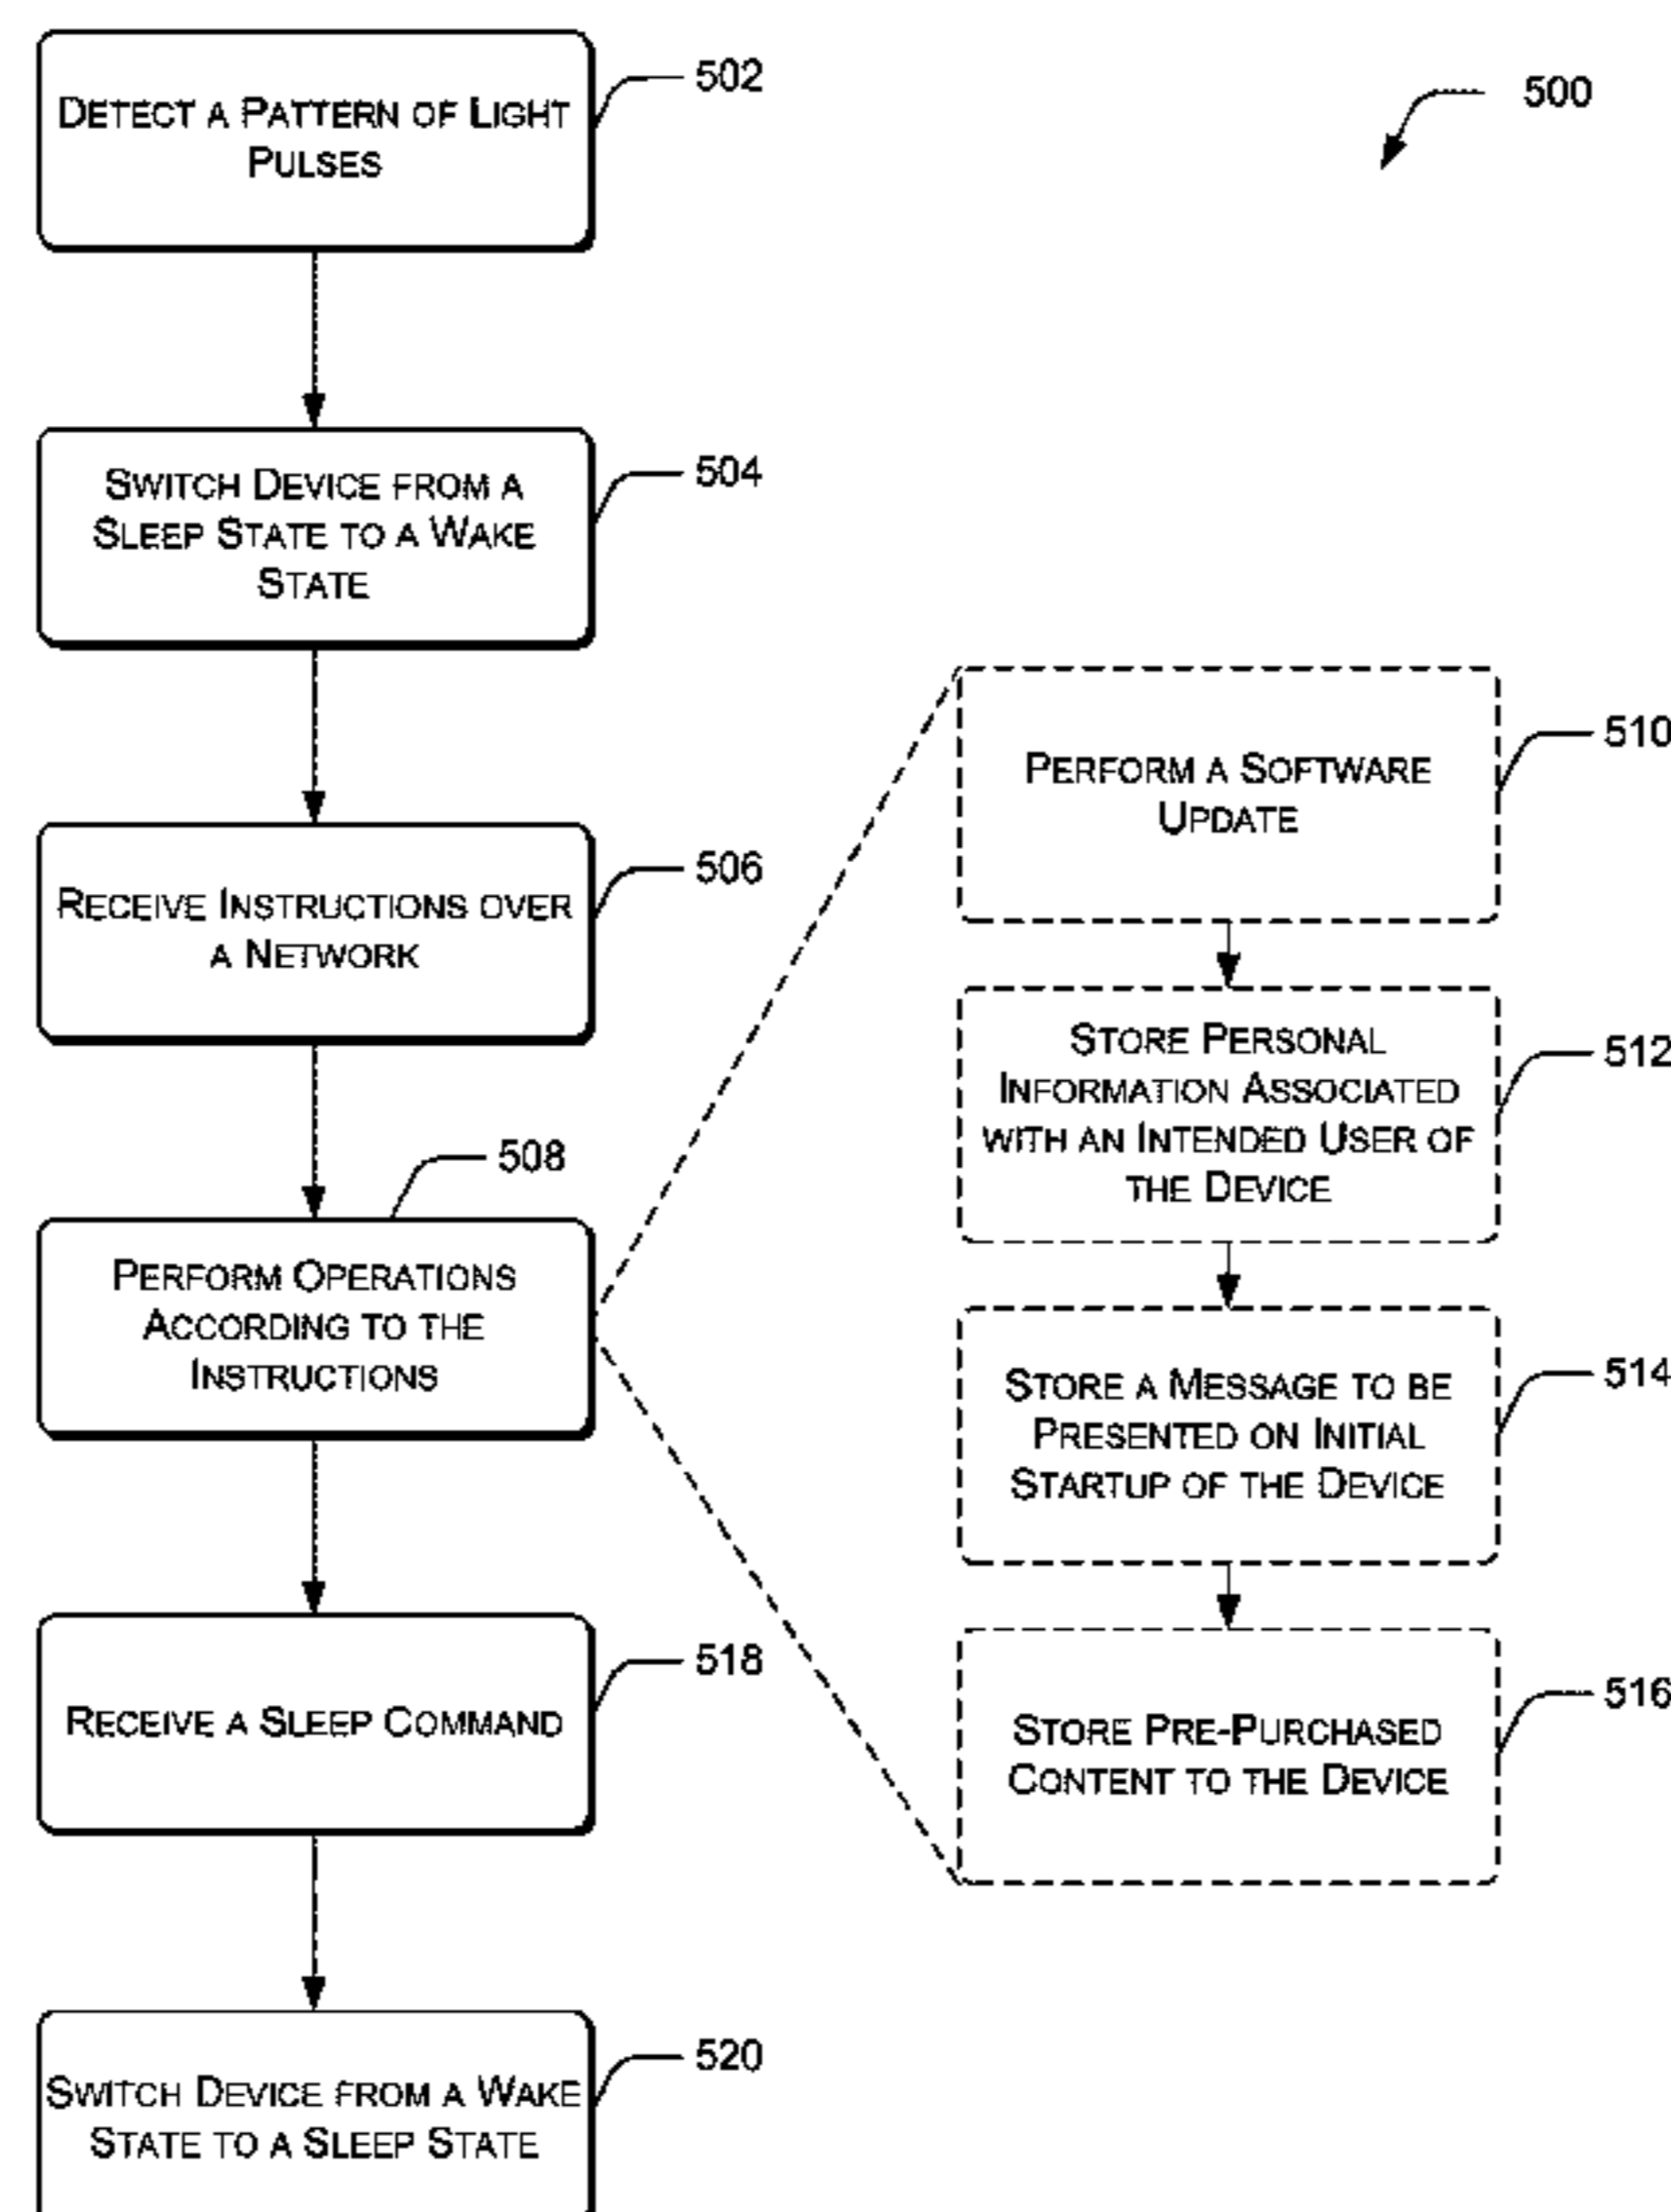 DETECT A PATTERN OF LIGHT
PULSES
502
500
SWITCH DEVICE FROM A
SLEEP STATE TO A WAKE
STATE
504
RECEIVE INSTRUCTIONS OVER
A NETWORK
506
PERFORM OPERATIONS
ACCORDING TO THE
INSTRUCTIONS
508
PERFORM A SOFTWARE
UPDATE
510
STORE PERSONAL
INFORMATION ASSOCIATED
WITH AN INTENDED USER OF
THE DEVICE
512
STORE A MESSAGE TO BE
PRESENTED ON INITIAL
STARTUP OF THE DEVICE
514
STORE PRE-PURCHASED
CONTENT TO THE DEVICE
516
RECEIVE A SLEEP COMMAND
518
SWITCH DEVICE FROM A WAKE
STATE TO A SLEEP STATE
520